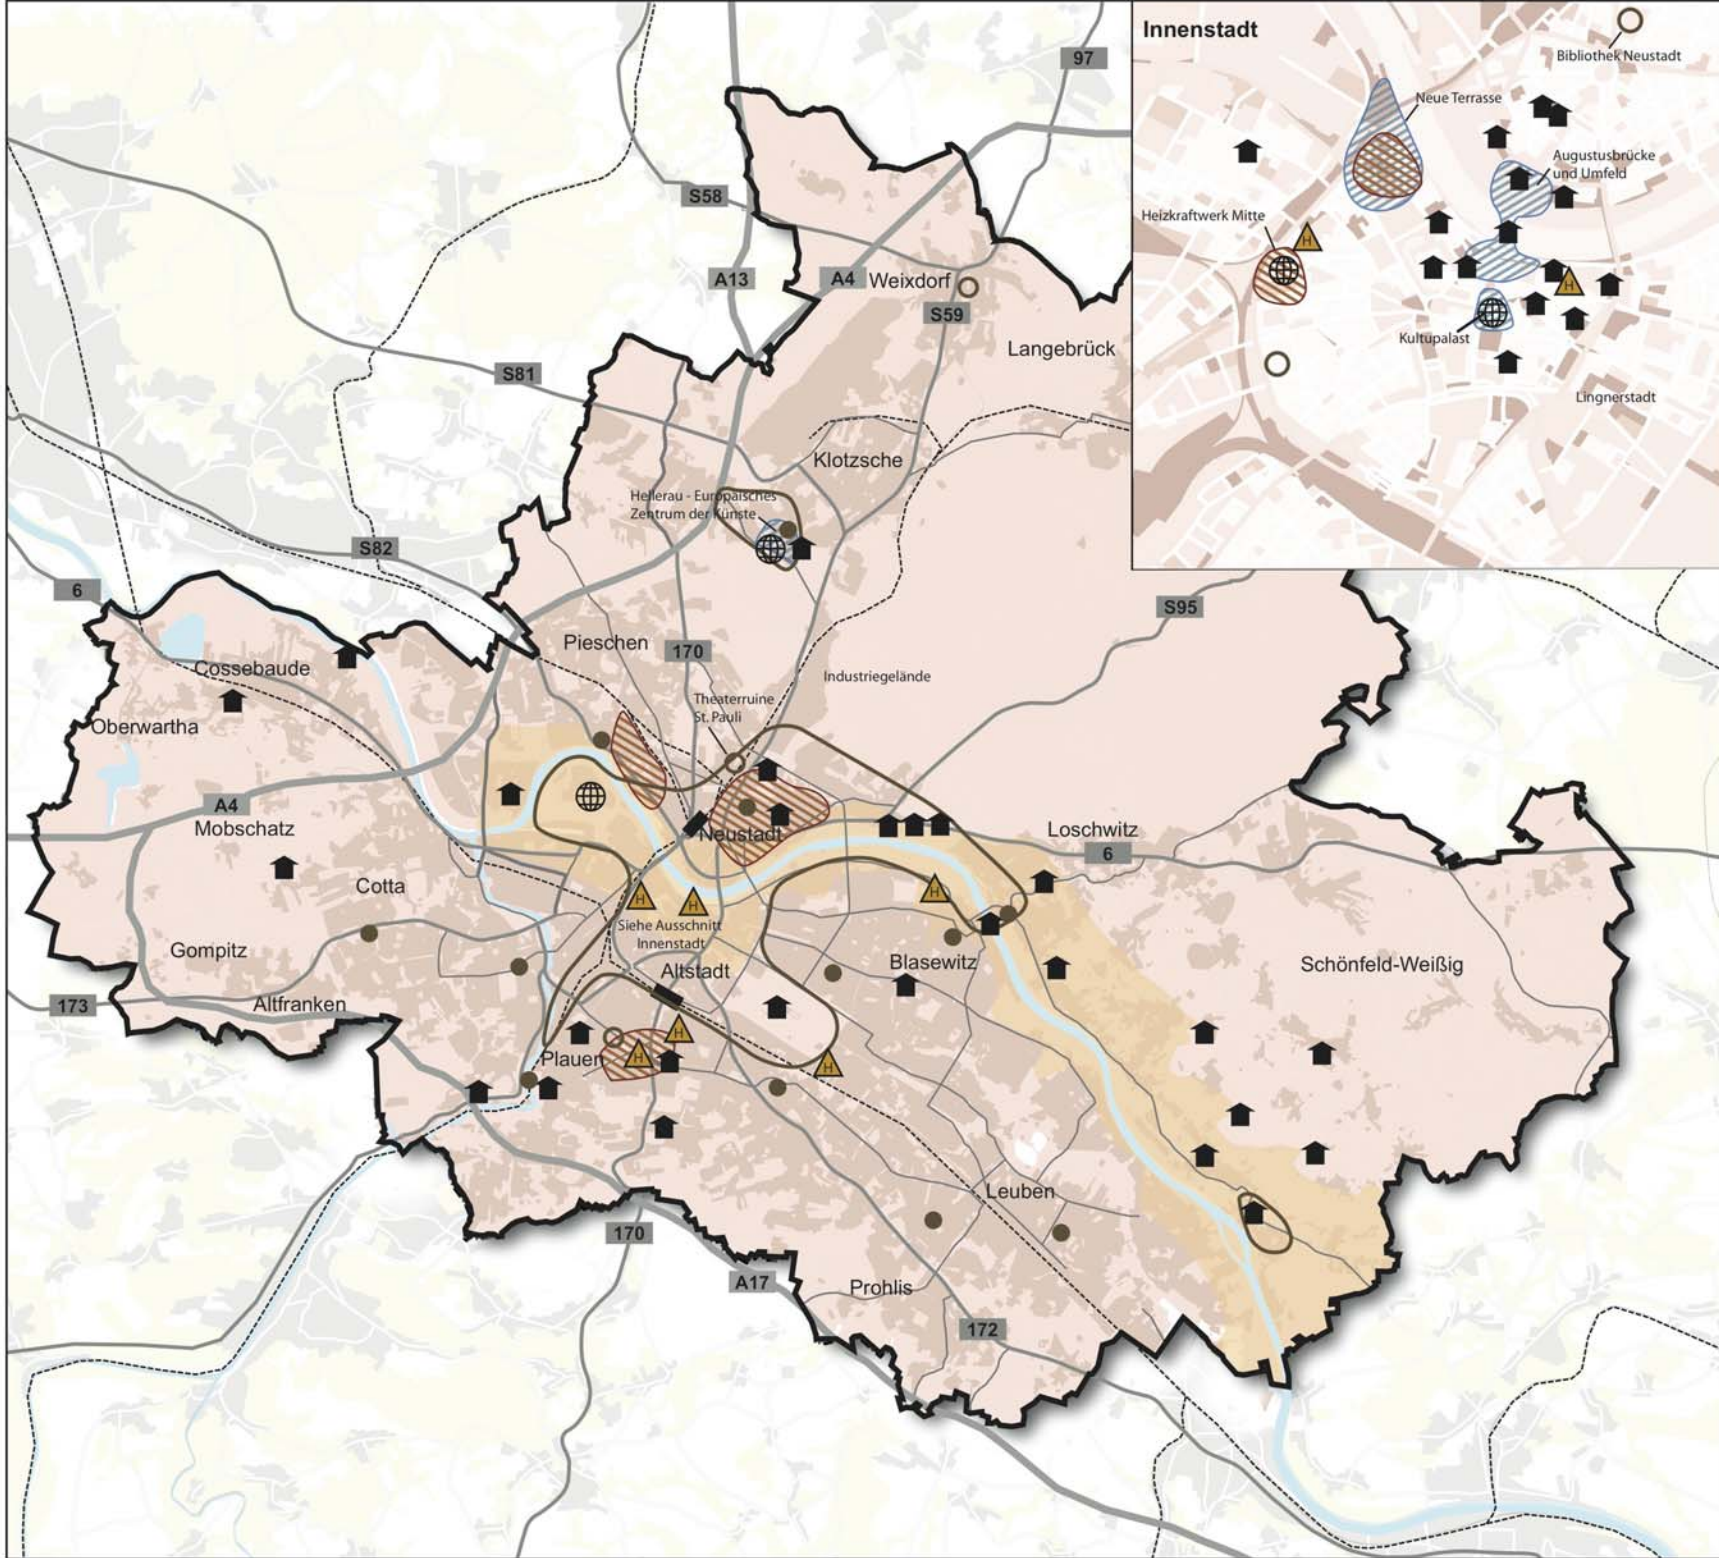 Innenstadt
Bibliothek Neustadt
Neue Terrasse
Augustusbrücke
und Umfeld
Heizkraftwerk Mitte
H
H
Kultupalast
Lingnerstadt
97
S58
A13
A4
Weixdorf
S59
Langebrück
S81
Klotzsche
Hellerau - Europäisches
Zentrum der Künste
S82
6
S95
Pieschen
170
Cossebaude
Industriegelände
Oberwartha
Theaterruine
St. Pauli
A4
Mobschatz
Neustadt
Loschwitz
6
Cotta
H
H
H
Siehe Ausschnitt
Innenstadt
Gompitz
Altstadt
Blasewitz
Schönfeld-Weißig
173
Altfranken
H
Plauen
H
H
Leuben
170
A17
Prohlis
172